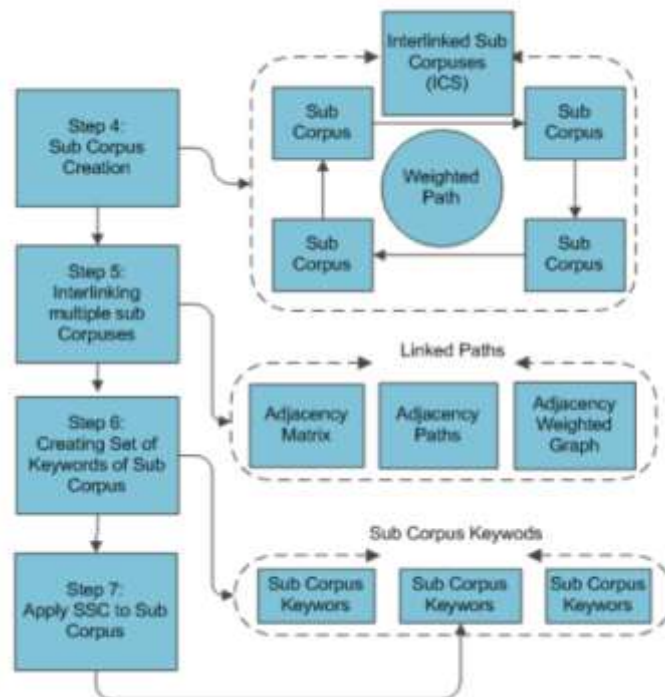 Interlinked Sub
Corpuses
(ICS)
Step 4:
Sub Corpus
Creation
Sub
Corpus
Sub
Corpus
Weighted
Path
Sub
Corpus
Sub
Corpus
Step 5:
Interlinking
multiple sub
Corpuses
Linked Paths
Adjacency
Matrix
Adjacency
Paths
Adjacency
Weighted
Graph
Step 6:
Creating Set of
Keywords of Sub
Corpus
Sub Corpus Keywods
Sub Corpus
Keywors
Sub Corpus
Keywors
Sub Corpus
Keywors
Step 7:
Apply SSC to Sub
Corpus